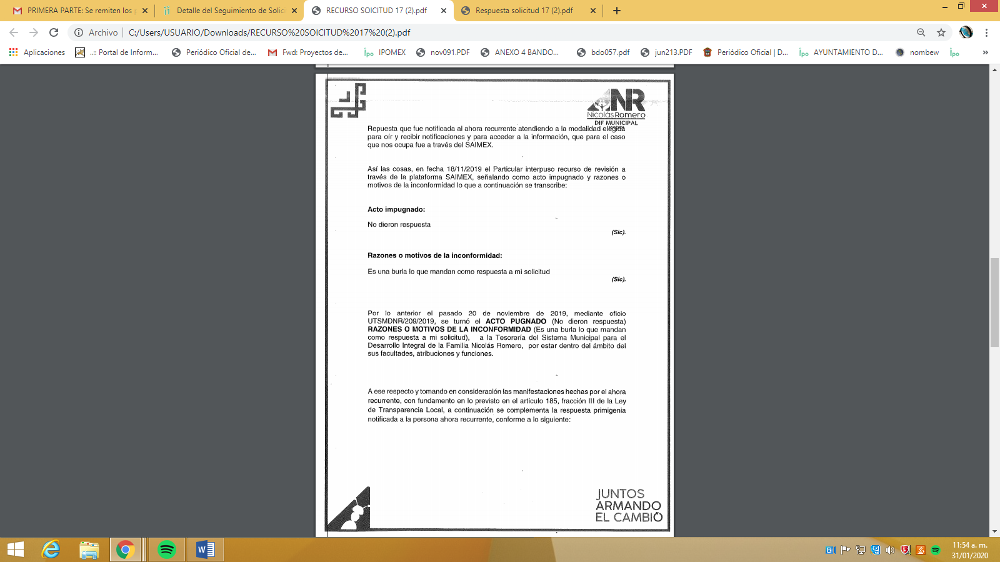 PRIMERA PARTE: Se remiten los p
Detalle del Seguimiento de Solici
RECURSO SOICITUD 17 (2).pdf
Respuesta solicitud 17 (2).pdf
Archivo
C:/Users/USUARIO/Downloads/RECURSO%20SOICITUD%2017%20(2).pdf
Aplicaciones
..:: Portal de Inform...
Periódico Oficial de...
Fwd: Proyectos de...
IPOMEX
nov091.PDF
ANEXO 4 BANDO...
bdo057.pdf
jun213.PDF
Periódico Oficial | D...
AYUNTAMIENTO D...
nombew
NR
Nicolás Romero
DIF MUNICIPAL
Repuesta que fue notificada al ahora recurrente atendiendo a la modalidad elegida
para oír y recibir notificaciones y para acceder a la información, que para el caso
que nos ocupa fue a través del SAIMEX.
Así las cosas, en fecha 18/11/2019 el Particular interpuso recurso de revisión a
través de la plataforma SAIMEX, señalando como acto impugnado y razones o
motivos de la inconformidad lo que a continuación se transcribe:
Acto impugnado:
No dieron respuesta
(Sic).
Razones o motivos de la inconformidad:
Es una burla lo que mandan como respuesta a mi solicitud
(Sic).
Por lo anterior el pasado 20 de noviembre de 2019, mediante oficio
UTSMDNR/209/2019, se turnó el ACTO PUGNADO (No dieron respuesta)
RAZONES O MOTIVOS DE LA INCONFORMIDAD (Es una burla lo que mandan
como respuesta a mi solicitud), a la Tesorería del Sistema Municipal para el
Desarrollo Integral de la Familia Nicolás Romero, por estar dentro del ámbito del
sus facultades, atribuciones y funciones.
A ese respecto y tomando en consideración las manifestaciones hechas por el ahora
recurrente, con fundamento en lo previsto en el artículo 185, fracción III de la Ley
de Transparencia Local, a continuación se complementa la respuesta primigenia
notificada a la persona ahora recurrente, conforme a lo siguiente:
JUNTOS
ARMANDO
EL CAMBIO
11:54 a. m.
31/01/2020